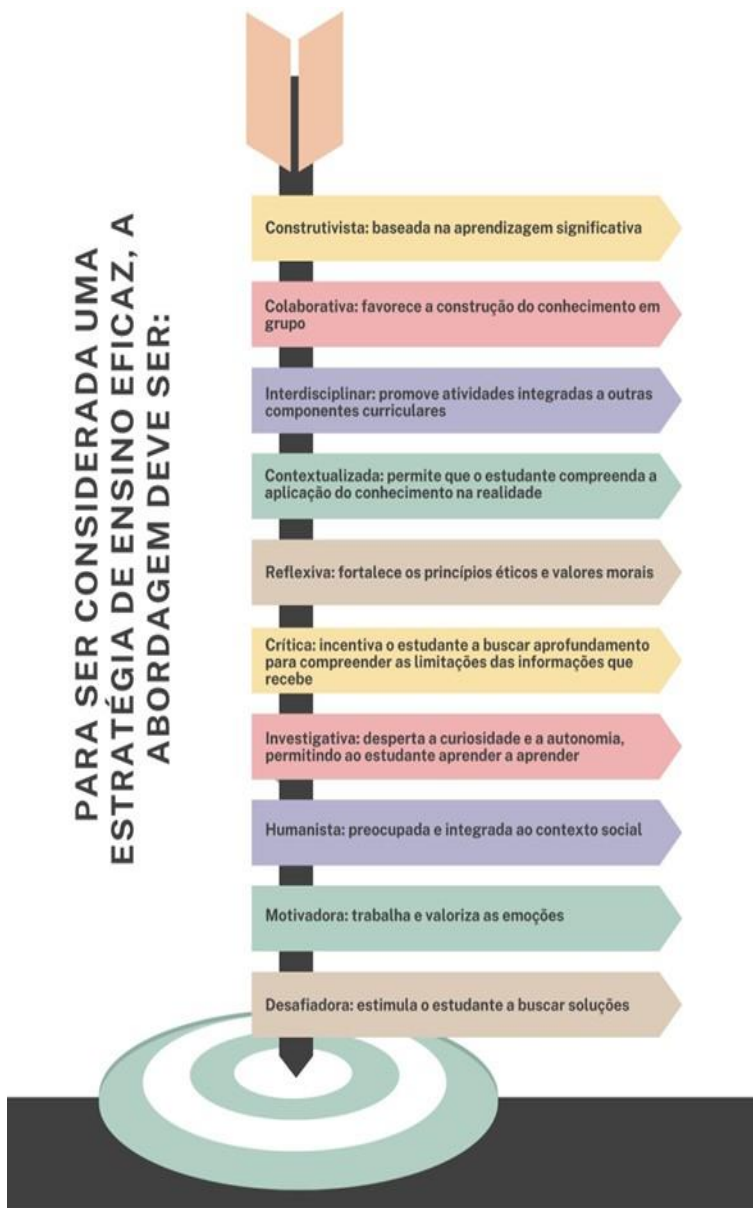 PARA SER CONSIDERADA UMA
ESTRATÉGIA DE ENSINO EFICAZ, A
ABORDAGEM DEVE SER:
Construtivista: baseada na aprendizagem significativa
Colaborativa: favorece a construção do conhecimento em
grupo
Interdisciplinar: promove atividades integradas a outras
componentes curriculares
Contextualizada: permite que o estudante compreenda a
aplicação do conhecimento na realidade
Reflexiva: fortalece os princípios éticos e valores morais
Crítica: incentiva o estudante a buscar aprofundamento
para compreender as limitações das informações que
recebe
Investigativa: desperta a curiosidade e a autonomia,
permitindo ao estudante aprender a aprender
Humanista: preocupada e integrada ao contexto social
Motivadora: trabalha e valoriza as emoções
Desafiadora: estimula o estudante a buscar soluções